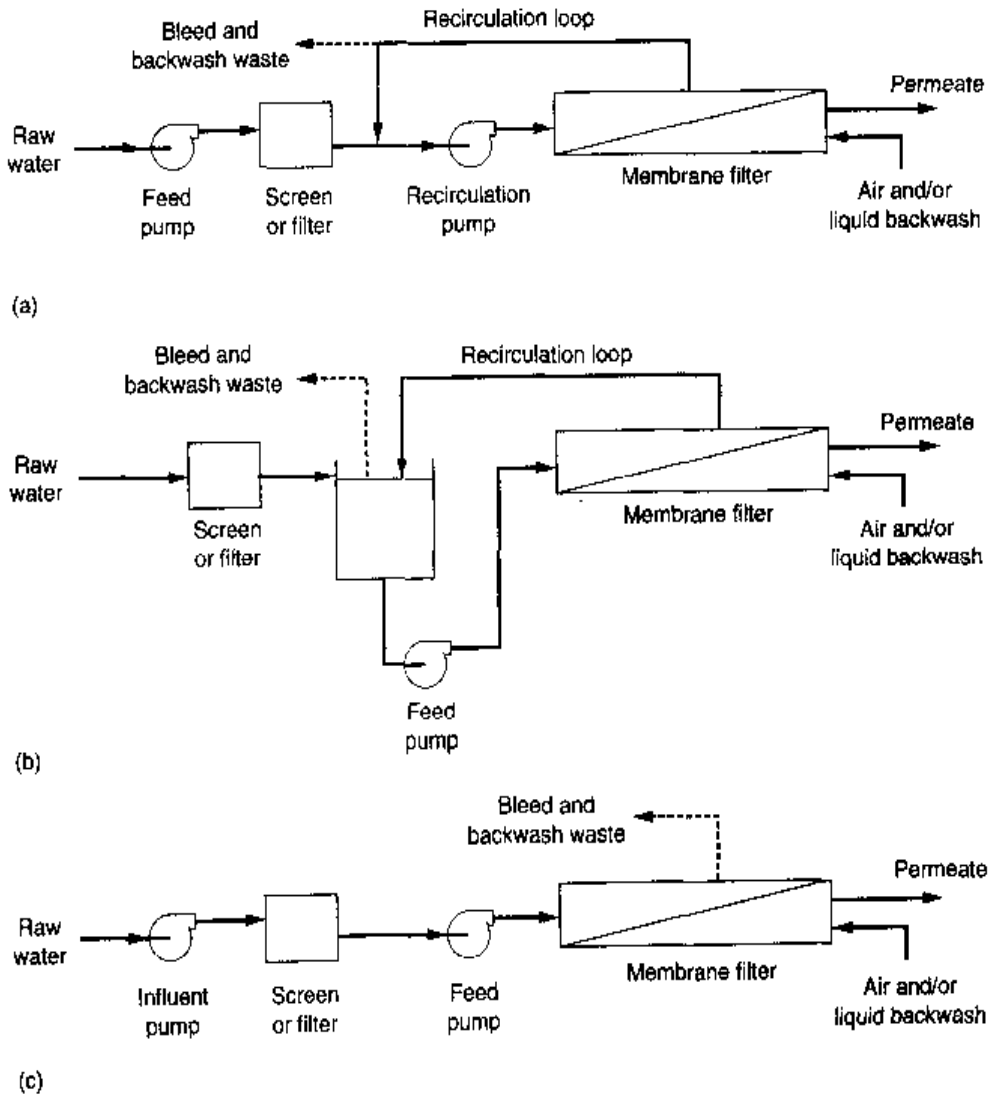 Recirculation loop
Bleed and
backwash waste
Permeate
Raw
water
Feed
pump
Screen
or filter
Recirculation
pump
Membrane filter
Air and/or
liquid backwash
(a)
Bleed and
backwash waste
Recirculation loop
Permeate
Raw
water
Screen
or filter
Membrane filter
Air and/or
liquid backwash
Feed
pump
(b)
Bleed and
backwash waste
Permeate
Raw
water
Influent
pump
Screen
or filter
Feed
pump
Membrane filter
Air and/or
liquid backwash
(c)